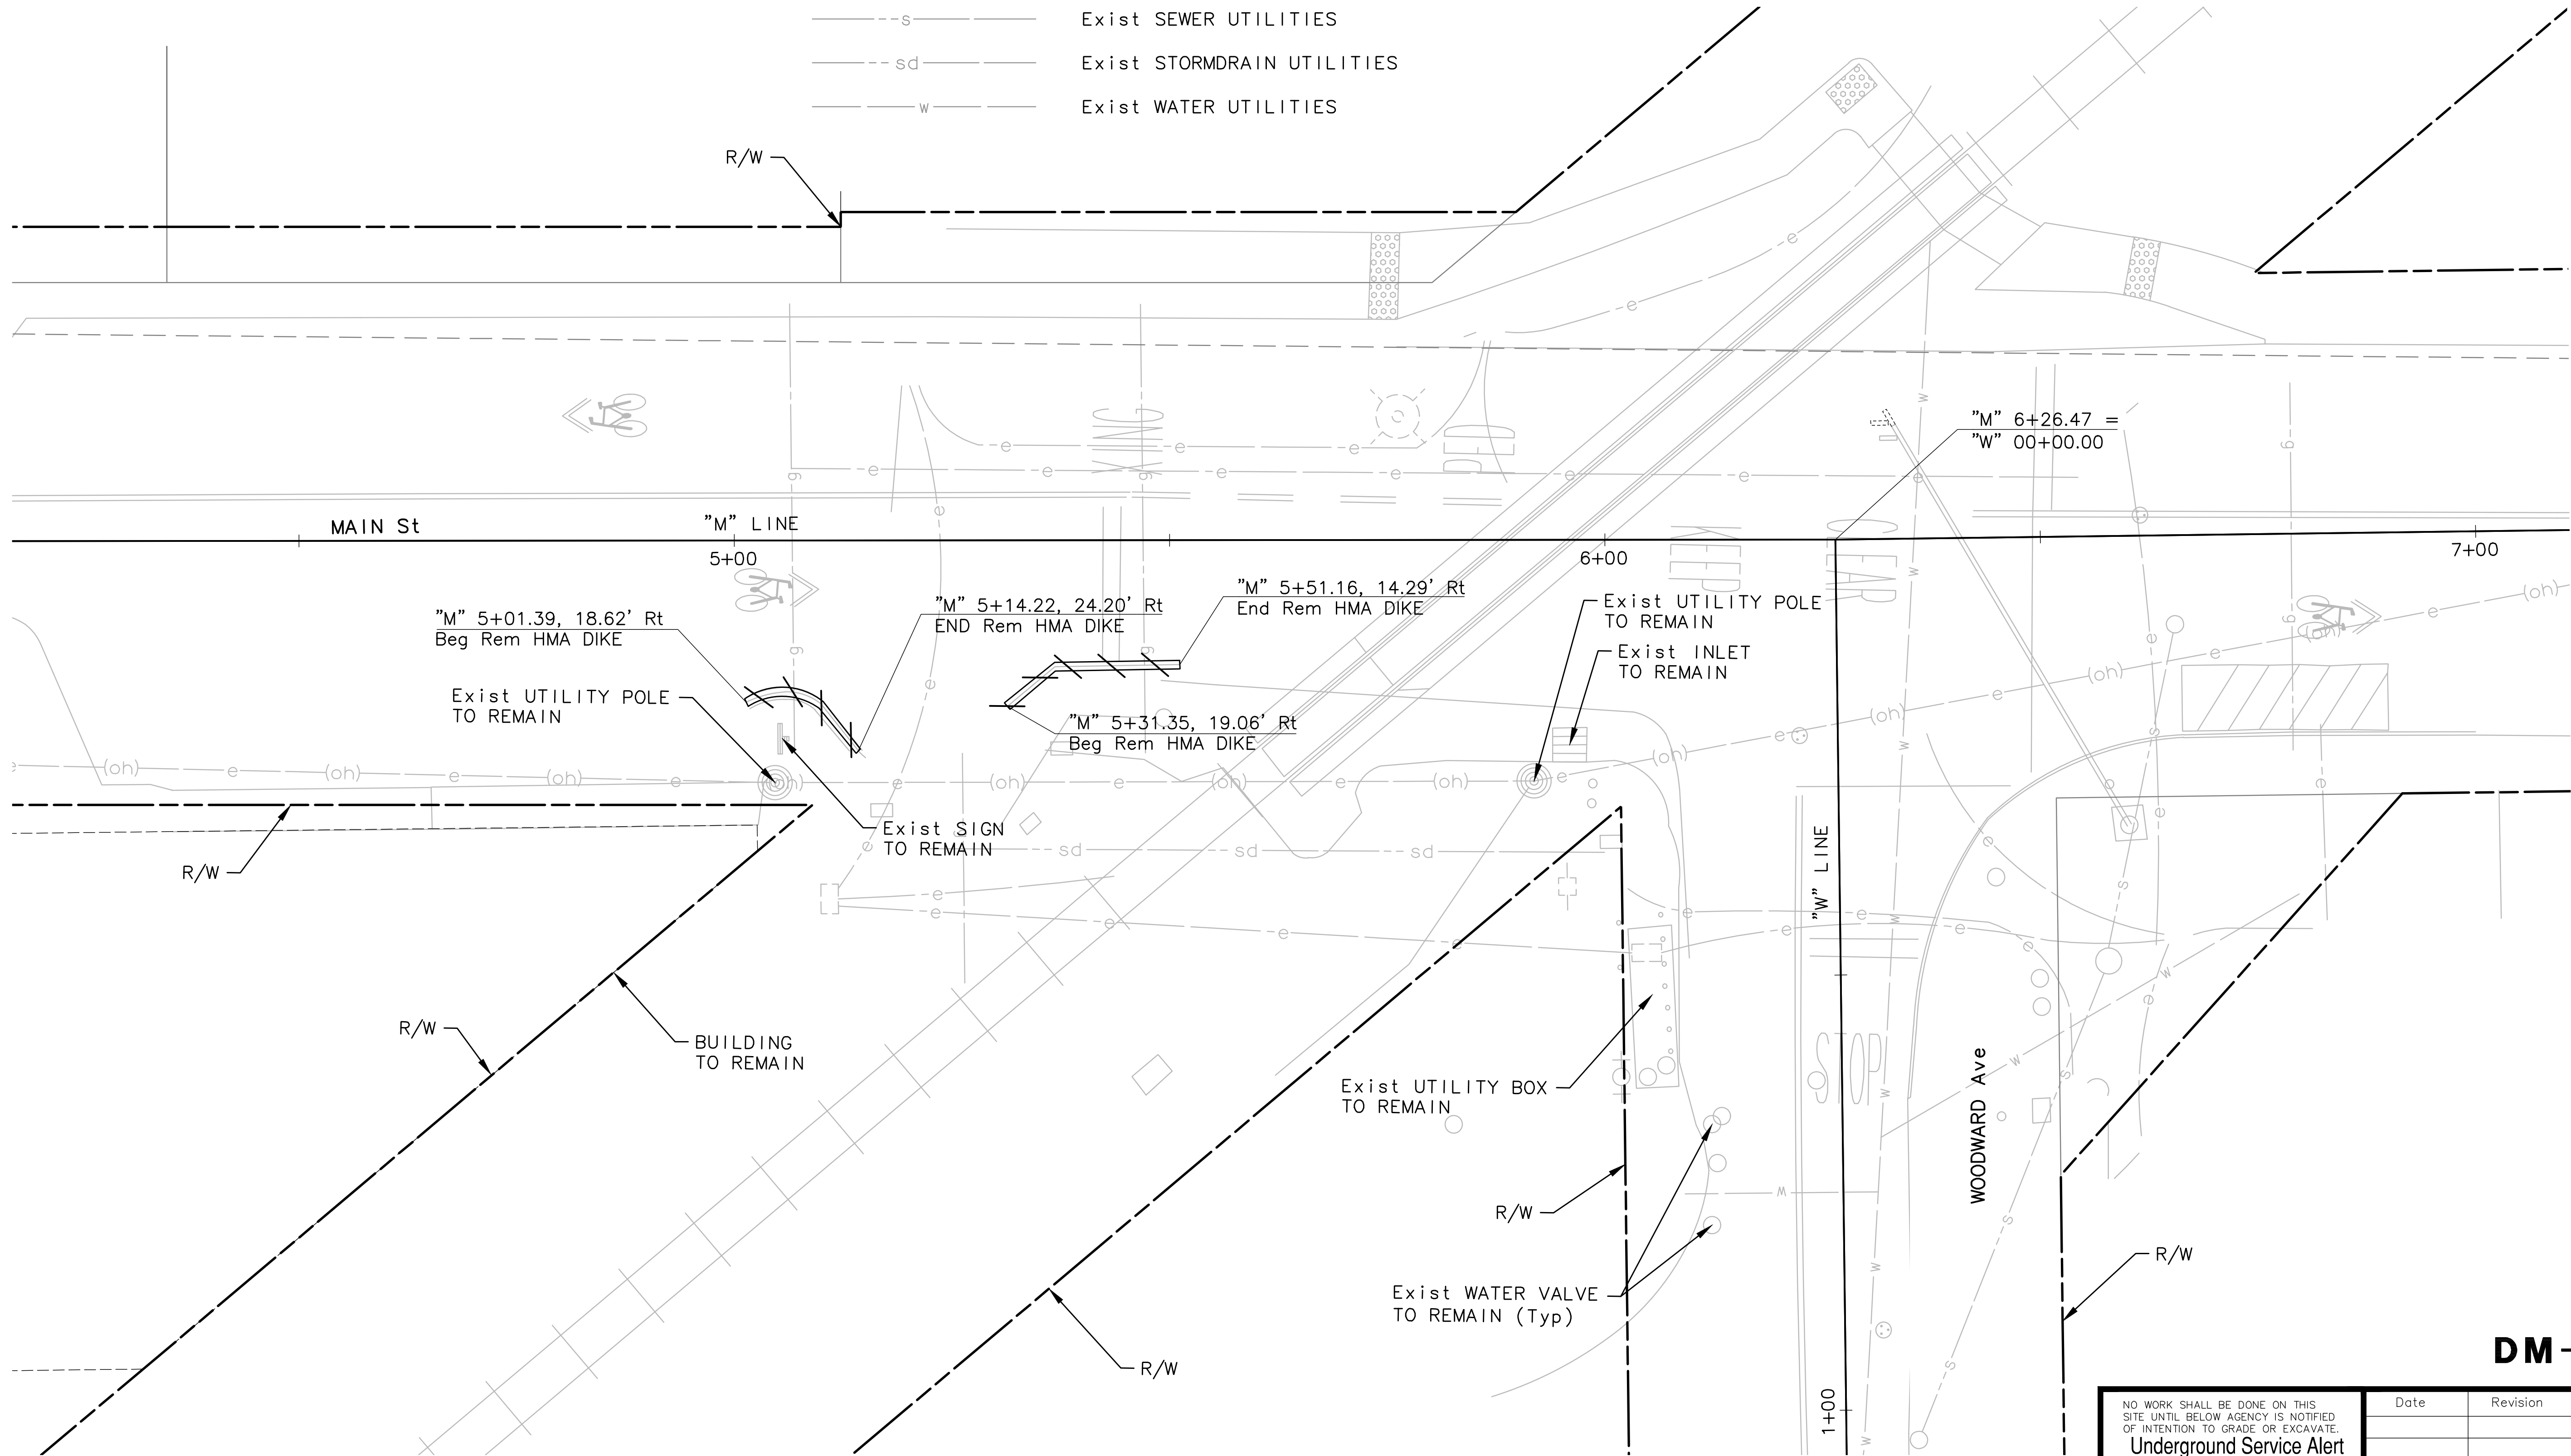 s Exist SEWER UTILITIES
sd Exist STORMDRAIN UTILITIES
w Exist WATER UTILITIES
R/W
"M" 6+26.47 =
"W" 00+00.00
MAIN St
"M" LINE
5+00
6+00
7+00
"M" 5+01.39, 18.62' Rt
Beg Rem HMA DIKE
"M" 5+14.22, 24.20' Rt
END Rem HMA DIKE
"M" 5+51.16, 14.29' Rt
End Rem HMA DIKE
Exist UTILITY POLE
TO REMAIN
Exist INLET
TO REMAIN
Exist UTILITY POLE
TO REMAIN
"M" 5+31.35, 19.06' Rt
Beg Rem HMA DIKE
Exist SIGN
TO REMAIN
R/W
"W" LINE
R/W
BUILDING
TO REMAIN
STOP
Exist UTILITY BOX
TO REMAIN
WOODWARD Ave
R/W
R/W
Exist WATER VALVE
TO REMAIN (Typ)
R/W
1+00
DM-
NO WORK SHALL BE DONE ON THIS
SITE UNTIL BELOW AGENCY IS NOTIFIED
OF INTENTION TO GRADE OR EXCAVATE.
Underground Service Alert
Date Revision